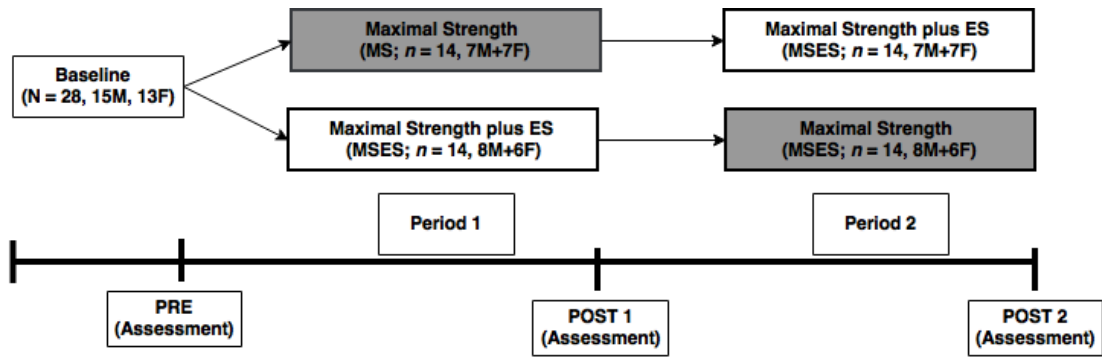 Baseline
(N = 28, 15M, 13F)
Maximal Strength
(MS; n = 14, 7M+7F)
Maximal Strength plus ES
(MSES; n = 14, 7M+7F)
Maximal Strength plus ES
(MSES; n = 14, 8M+6F)
Maximal Strength
(MSES; n = 14, 8M+6F)
Period 1
Period 2
PRE
(Assessment)
POST 1
(Assessment)
POST 2
(Assessment)